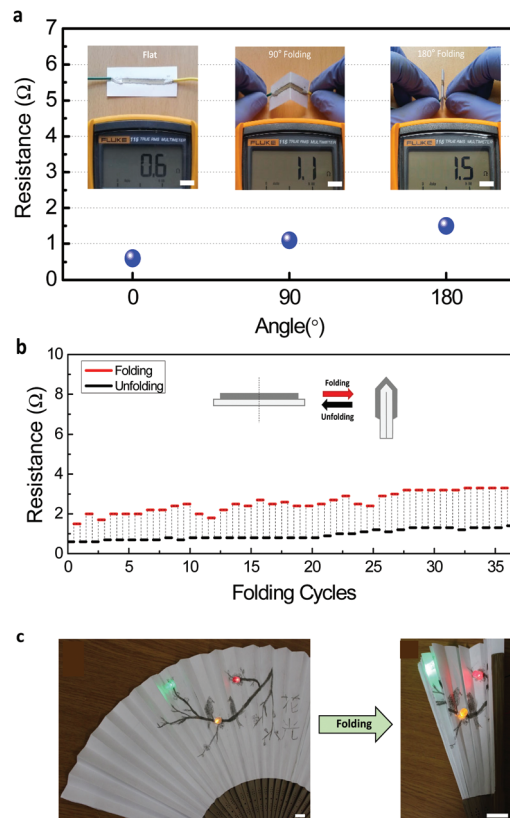 a
Flat
90° Folding
180° Folding
FLUKE 116 TRUE RMS MULTIMETER
FLUKE 116 TRUE RMS MULTIMETER
FLUKE 116 TRUE RMS MULTIMETER
0.6
1.1
1.5
Resistance (Ω)
7
6
5
4
3
2
1
0
0
90
180
Angle(°)
b
Folding
Unfolding
Folding
Unfolding
Resistance (Ω)
10
8
6
4
2
0
0
5
10
15
20
25
30
35
Folding Cycles
c
Folding